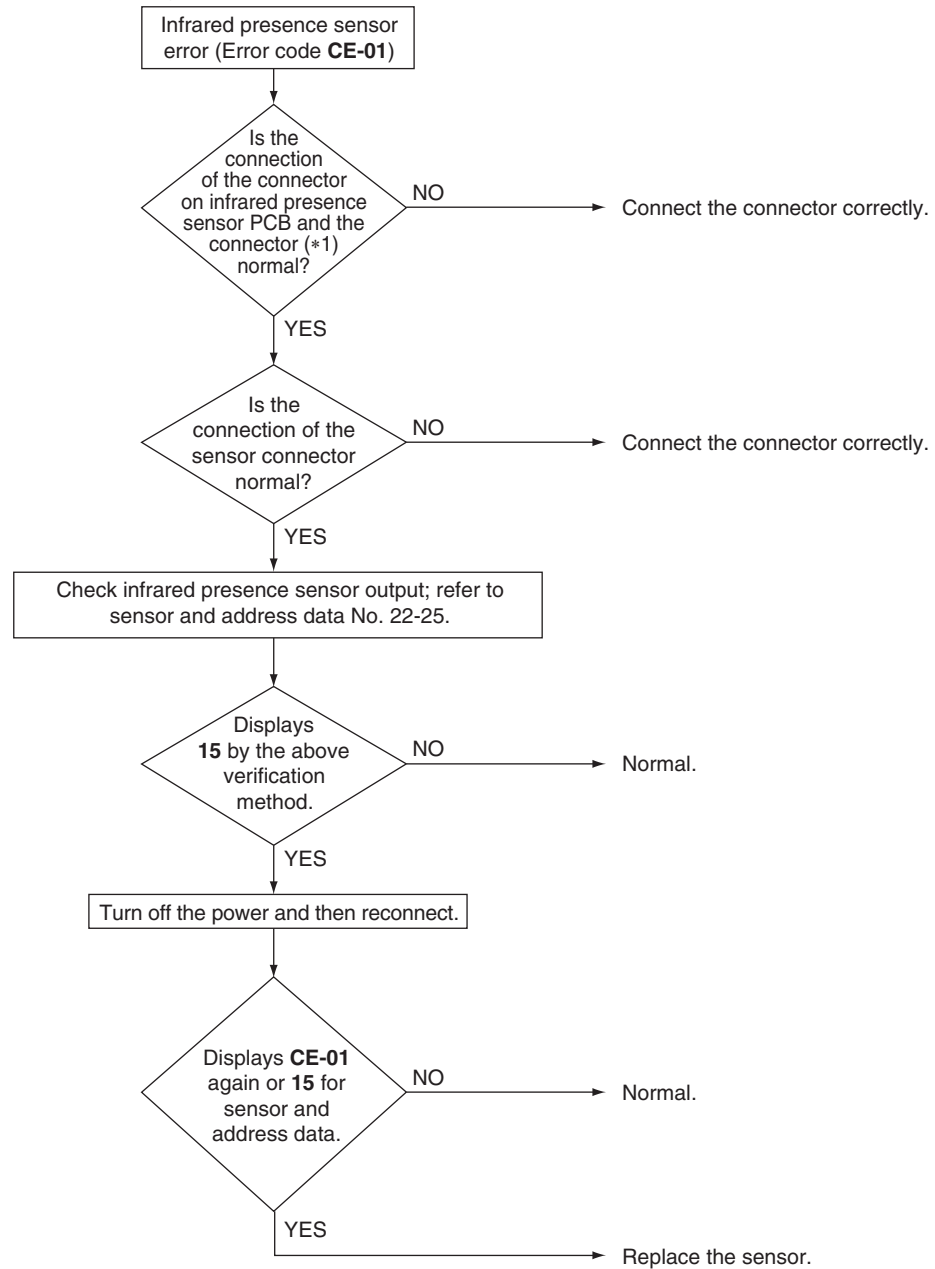 Infrared presence sensor
error (Error code CE-01)
Is the
connection
of the connector
on infrared presence
sensor PCB and the
connector (*1)
normal?
NO
Connect the connector correctly.
YES
Is the
connection of the
sensor connector
normal?
NO
Connect the connector correctly.
YES
Check infrared presence sensor output; refer to
sensor and address data No. 22-25.
Displays
15 by the above
verification
method.
NO
Normal.
YES
Turn off the power and then reconnect.
Displays CE-01
again or 15 for
sensor and
address data.
NO
Normal.
YES
Replace the sensor.